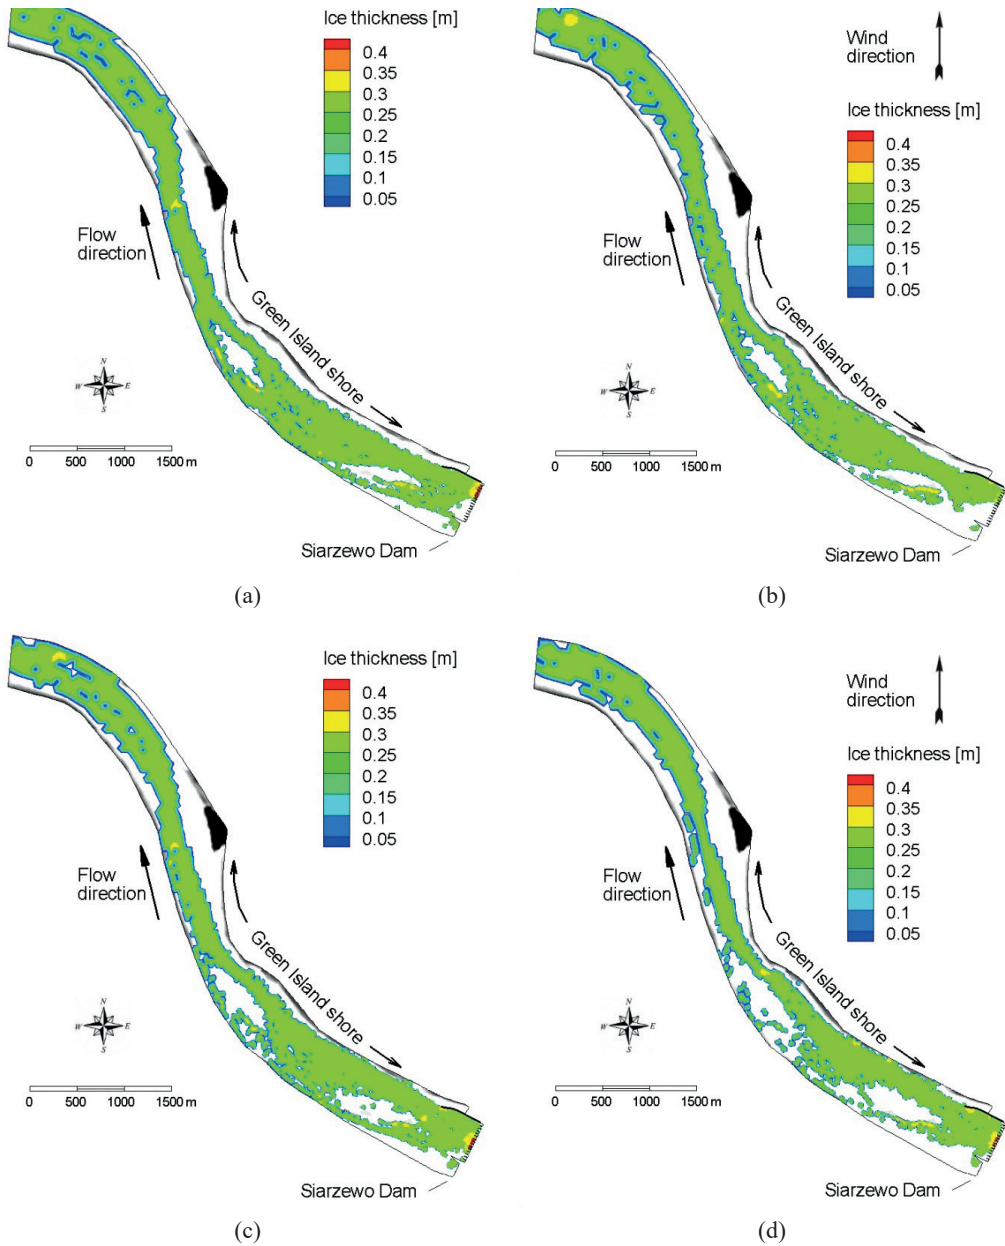 Ice thickness [m]
0.4
0.35
0.3
0.25
0.2
0.15
0.1
0.05
Flow
direction
Green Island shore
N
W E
S
0 500 1000 1500 m
Siarzewo Dam
(a)
Wind
direction
Ice thickness [m]
0.4
0.35
0.3
0.25
0.2
0.15
0.1
0.05
Flow
direction
Green Island shore
N
W E
S
0 500 1000 1500 m
Siarzewo Dam
(b)
Ice thickness [m]
0.4
0.35
0.3
0.25
0.2
0.15
0.1
0.05
Flow
direction
Green Island shore
N
W E
S
0 500 1000 1500 m
Siarzewo Dam
(c)
Wind
direction
Ice thickness [m]
0.4
0.35
0.3
0.25
0.2
0.15
0.1
0.05
Flow
direction
Green Island shore
N
W E
S
0 500 1000 1500 m
Siarzewo Dam
(d)